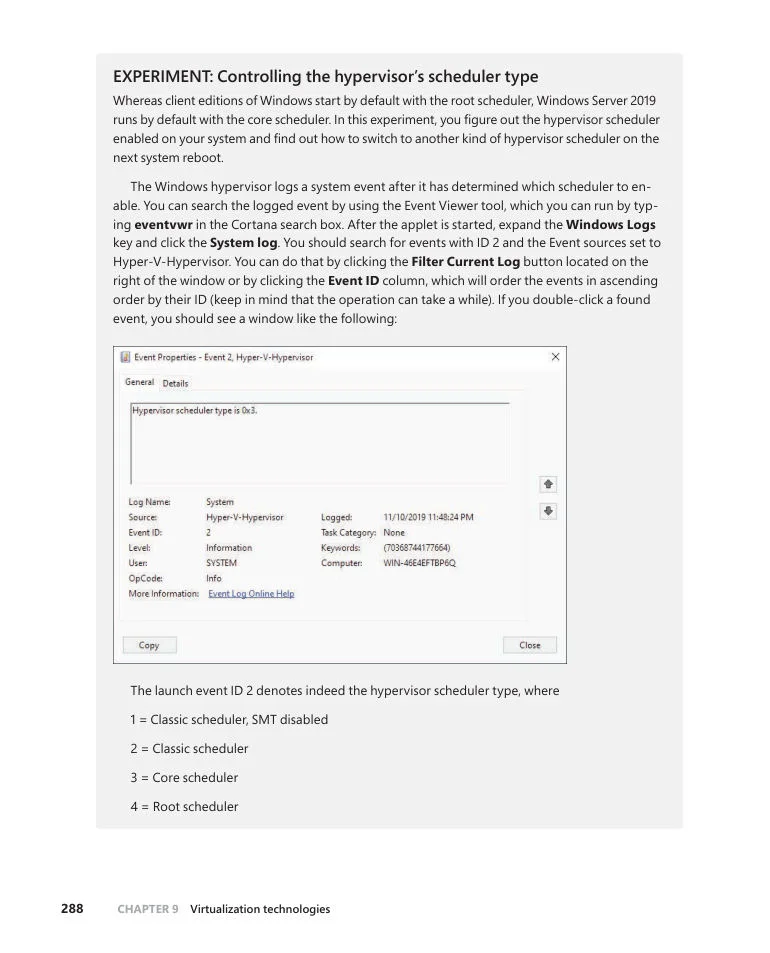 EXPERIMENT: Controlling the hypervisor's scheduler type
Whereas client editions of Windows start by default with the root scheduler, Windows Server 2019
runs by default with the core scheduler. In this experiment, you figure out the hypervisor scheduler
enabled on your system and find out how to switch to another kind of hypervisor scheduler on the
next system reboot.
The Windows hypervisor logs a system event after it has determined which scheduler to en-
able. You can search the logged event by using the Event Viewer tool, which you can run by typ-
ing eventvwr in the Cortana search box. After the applet is started, expand the Windows Logs
key and click the System log. You should search for events with ID 2 and the Event sources set to
Hyper-V-Hypervisor. You can do that by clicking the Filter Current Log button located on the
right of the window or by clicking the Event ID column, which will order the events in ascending
order by their ID (keep in mind that the operation can take a while). If you double-click a found
event, you should see a window like the following:
Event Properties - Event 2, Hyper-V-Hypervisor
General Details
Hypervisor scheduler type is 0x3.
Log Name: System
Source: Hyper-V-Hypervisor Logged: 11/10/2019 11:48:24 PM
Event ID: 2 Task Category: None
Level: Information Keywords: (70368744177664)
User: SYSTEM Computer: WIN-46E4EFTBP6Q
OpCode: Info
More Information: Event Log Online Help
Copy Close
The launch event ID 2 denotes indeed the hypervisor scheduler type, where
1 = Classic scheduler, SMT disabled
2 = Classic scheduler
3 = Core scheduler
4 = Root scheduler
288 CHAPTER 9 Virtualization technologies